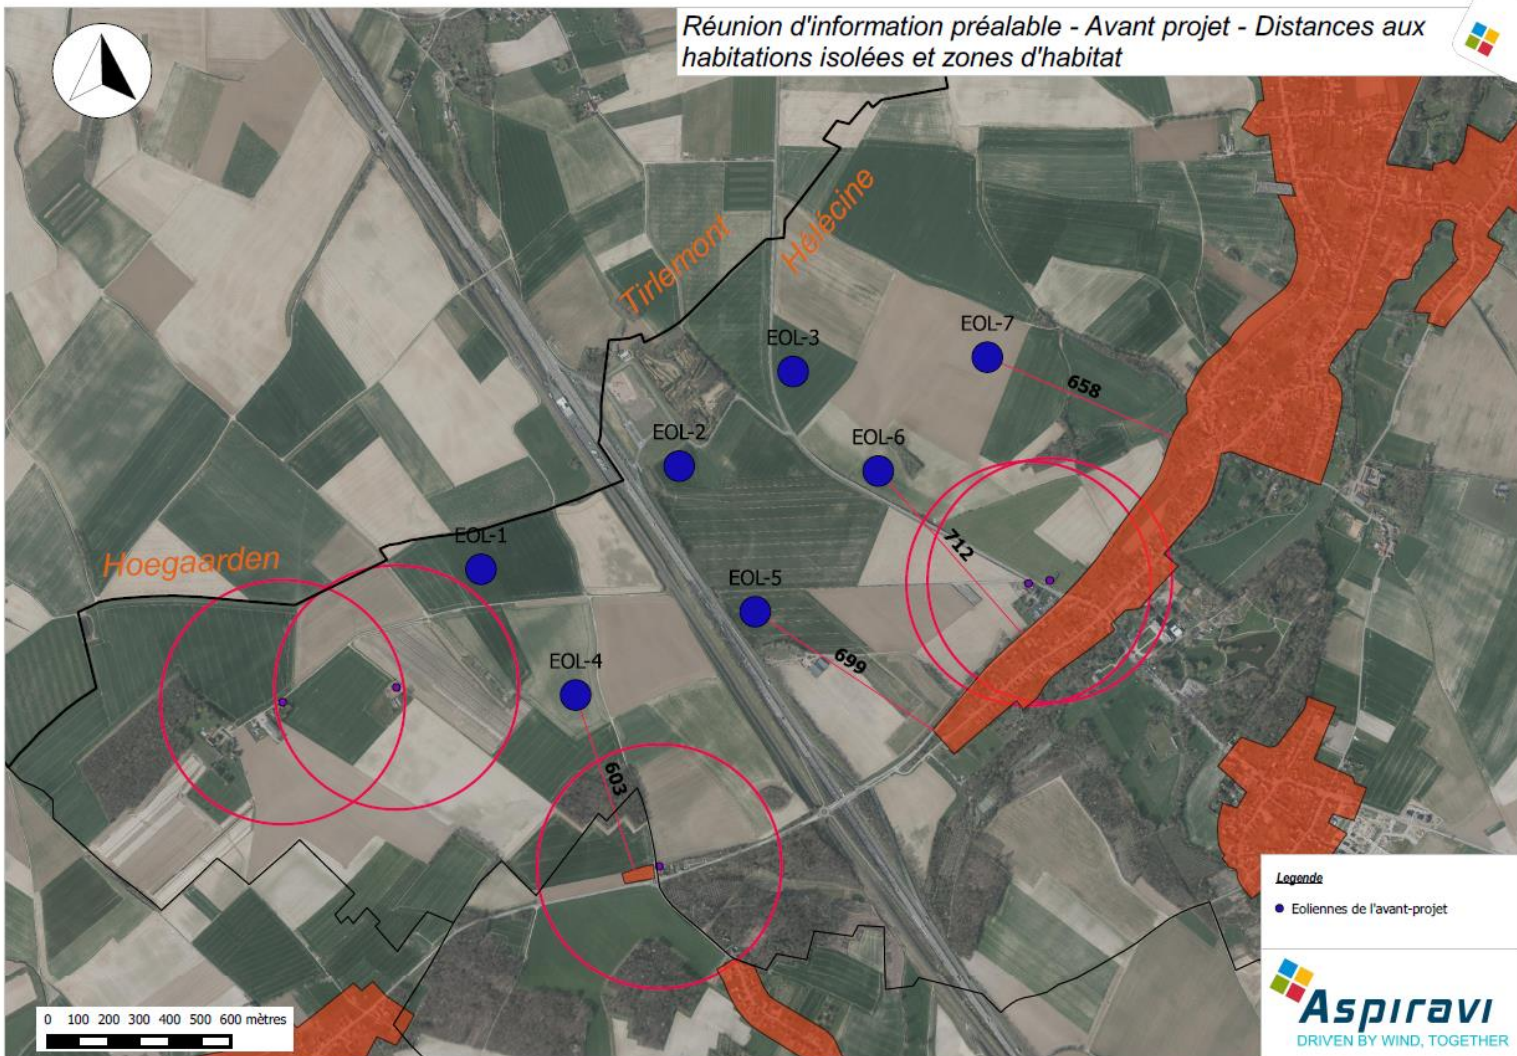 Réunion d'information préalable - Avant projet - Distances aux
habitations isolées et zones d'habitat
Tirlemont
Hélécine
EOL-3
EOL-7
658
EOL-2
EOL-6
712
EOL-1
Hoegaarden
EOL-5
699
EOL-4
603
Legende
Eoliennes de l'avant-projet
0 100 200 300 400 500 600 mètres
Aspiravi
DRIVEN BY WIND, TOGETHER